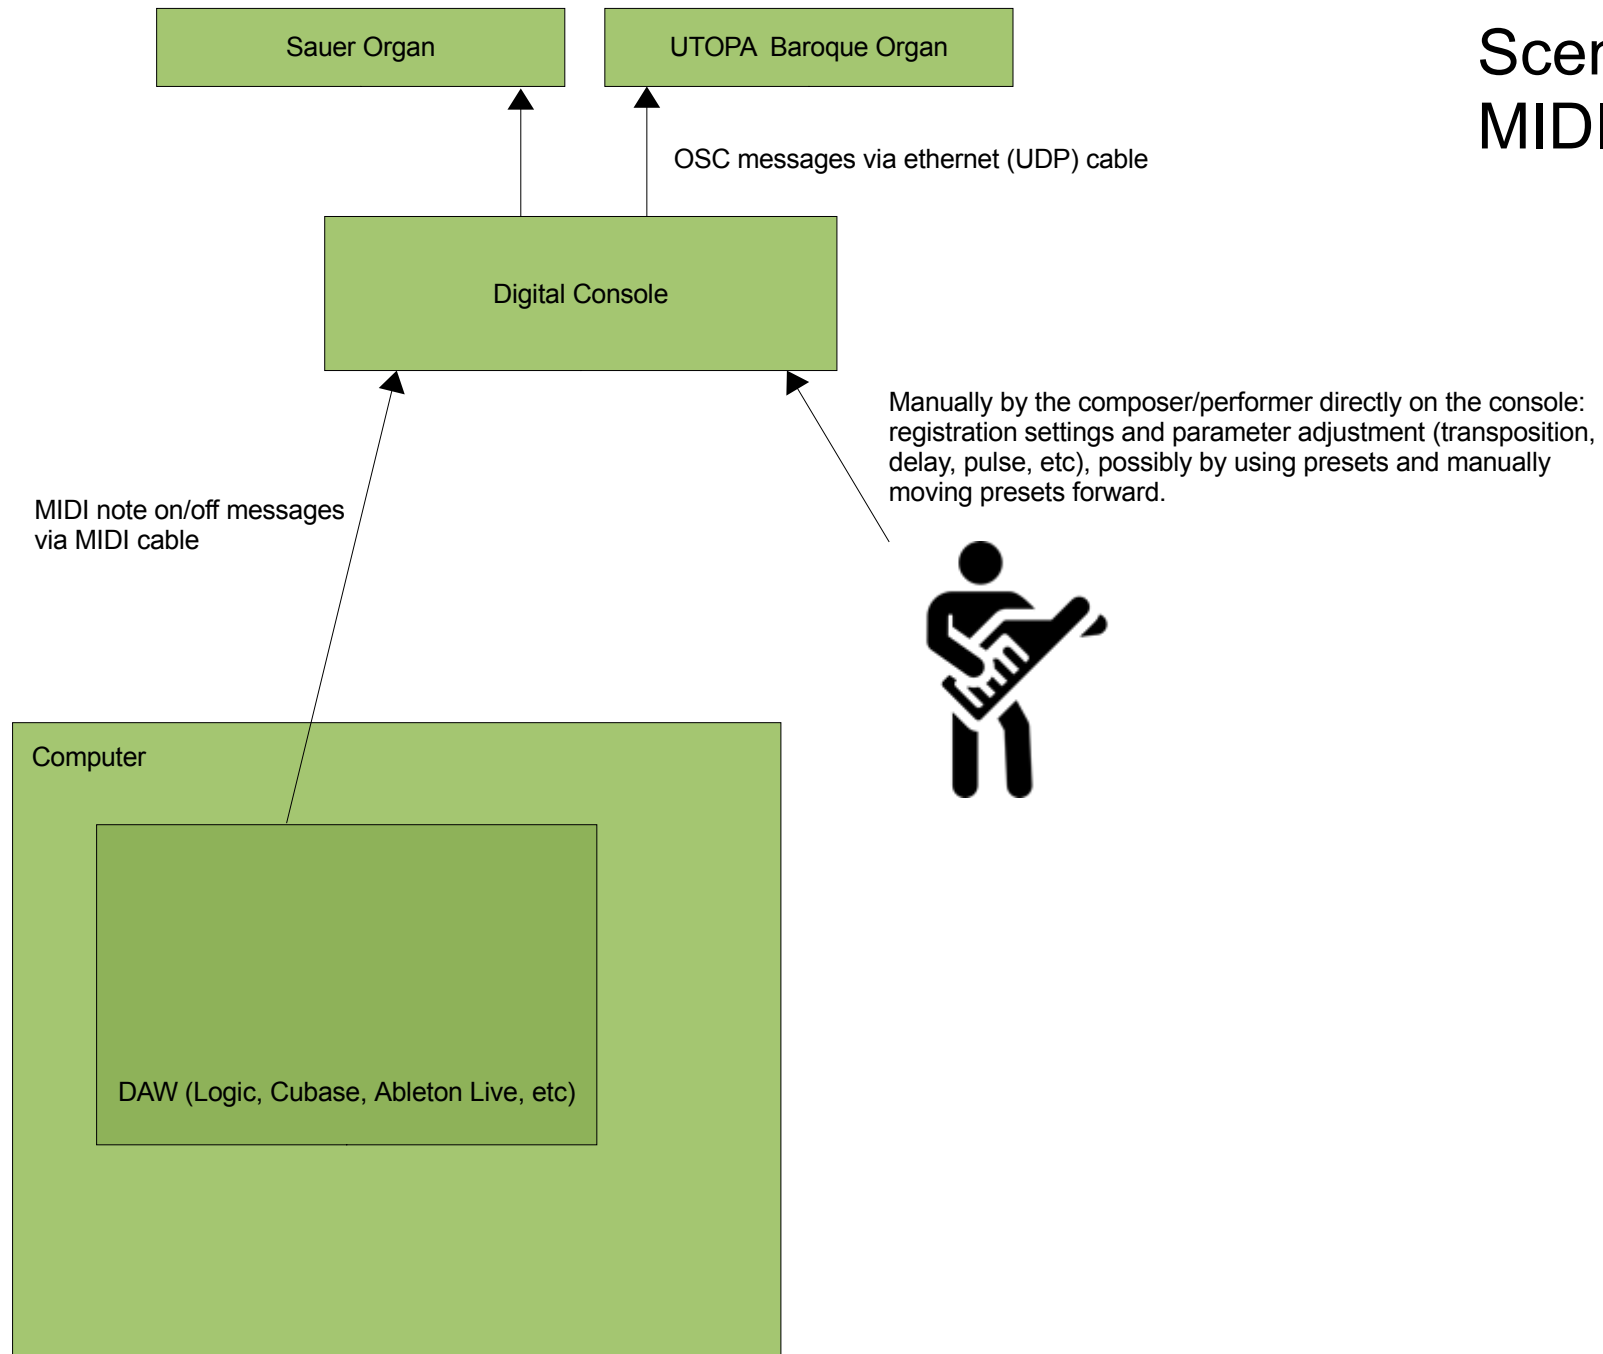 Sauer Organ
UTOPA  Baroque Organ
MIDI
OSC messages via ethernet (UDP) cable
Digital Console
Manually by the composer/performer directly on the console:
registration settings and parameter adjustment (transposition,
delay, pulse, etc), possibly by using presets and manually
moving presets forward.
MIDI note on/off messages
via MIDI cable
Computer
DAW (Logic, Cubase, Ableton Live, etc)